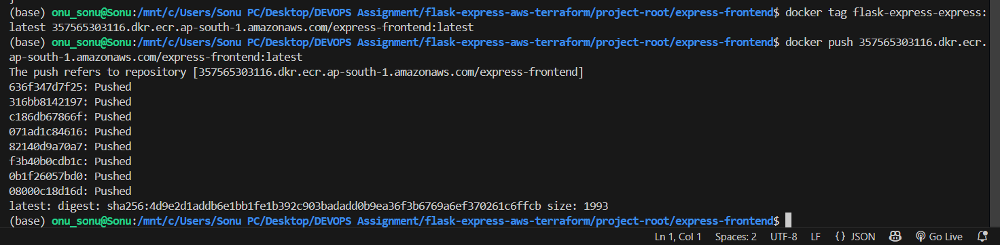 (base) onu_sonu@Sonu:/mnt/c/Users/Sonu PC/Desktop/DEVOPS Assignment/flask-express-aws-terraform/project-root/express-frontend$ docker tag flask-express-express:
latest 357565303116.dkr.ecr.ap-south-1.amazonaws.com/express-frontend:latest
(base) onu_sonu@Sonu:/mnt/c/Users/Sonu PC/Desktop/DEVOPS Assignment/flask-express-aws-terraform/project-root/express-frontend$ docker push 357565303116.dkr.ecr.
ap-south-1.amazonaws.com/express-frontend:latest
The push refers to repository [357565303116.dkr.ecr.ap-south-1.amazonaws.com/express-frontend]
636f347d7f25: Pushed
316bb8142197: Pushed
c186db67866f: Pushed
071ad1c84616: Pushed
82140d9a70a7: Pushed
f3b40b0cdb1c: Pushed
0b1f26057bd0: Pushed
08000c18d16d: Pushed
latest: digest: sha256:4d9e2d1addb6e1bb1fe1b392c903badadd0b9ea36f3b6769a6ef370261c6ffcb size: 1993
(base) onu_sonu@Sonu:/mnt/c/Users/Sonu PC/Desktop/DEVOPS Assignment/flask-express-aws-terraform/project-root/express-frontend$
Ln 1, Col 1 Spaces: 2 UTF-8 LF {} JSON Go Live